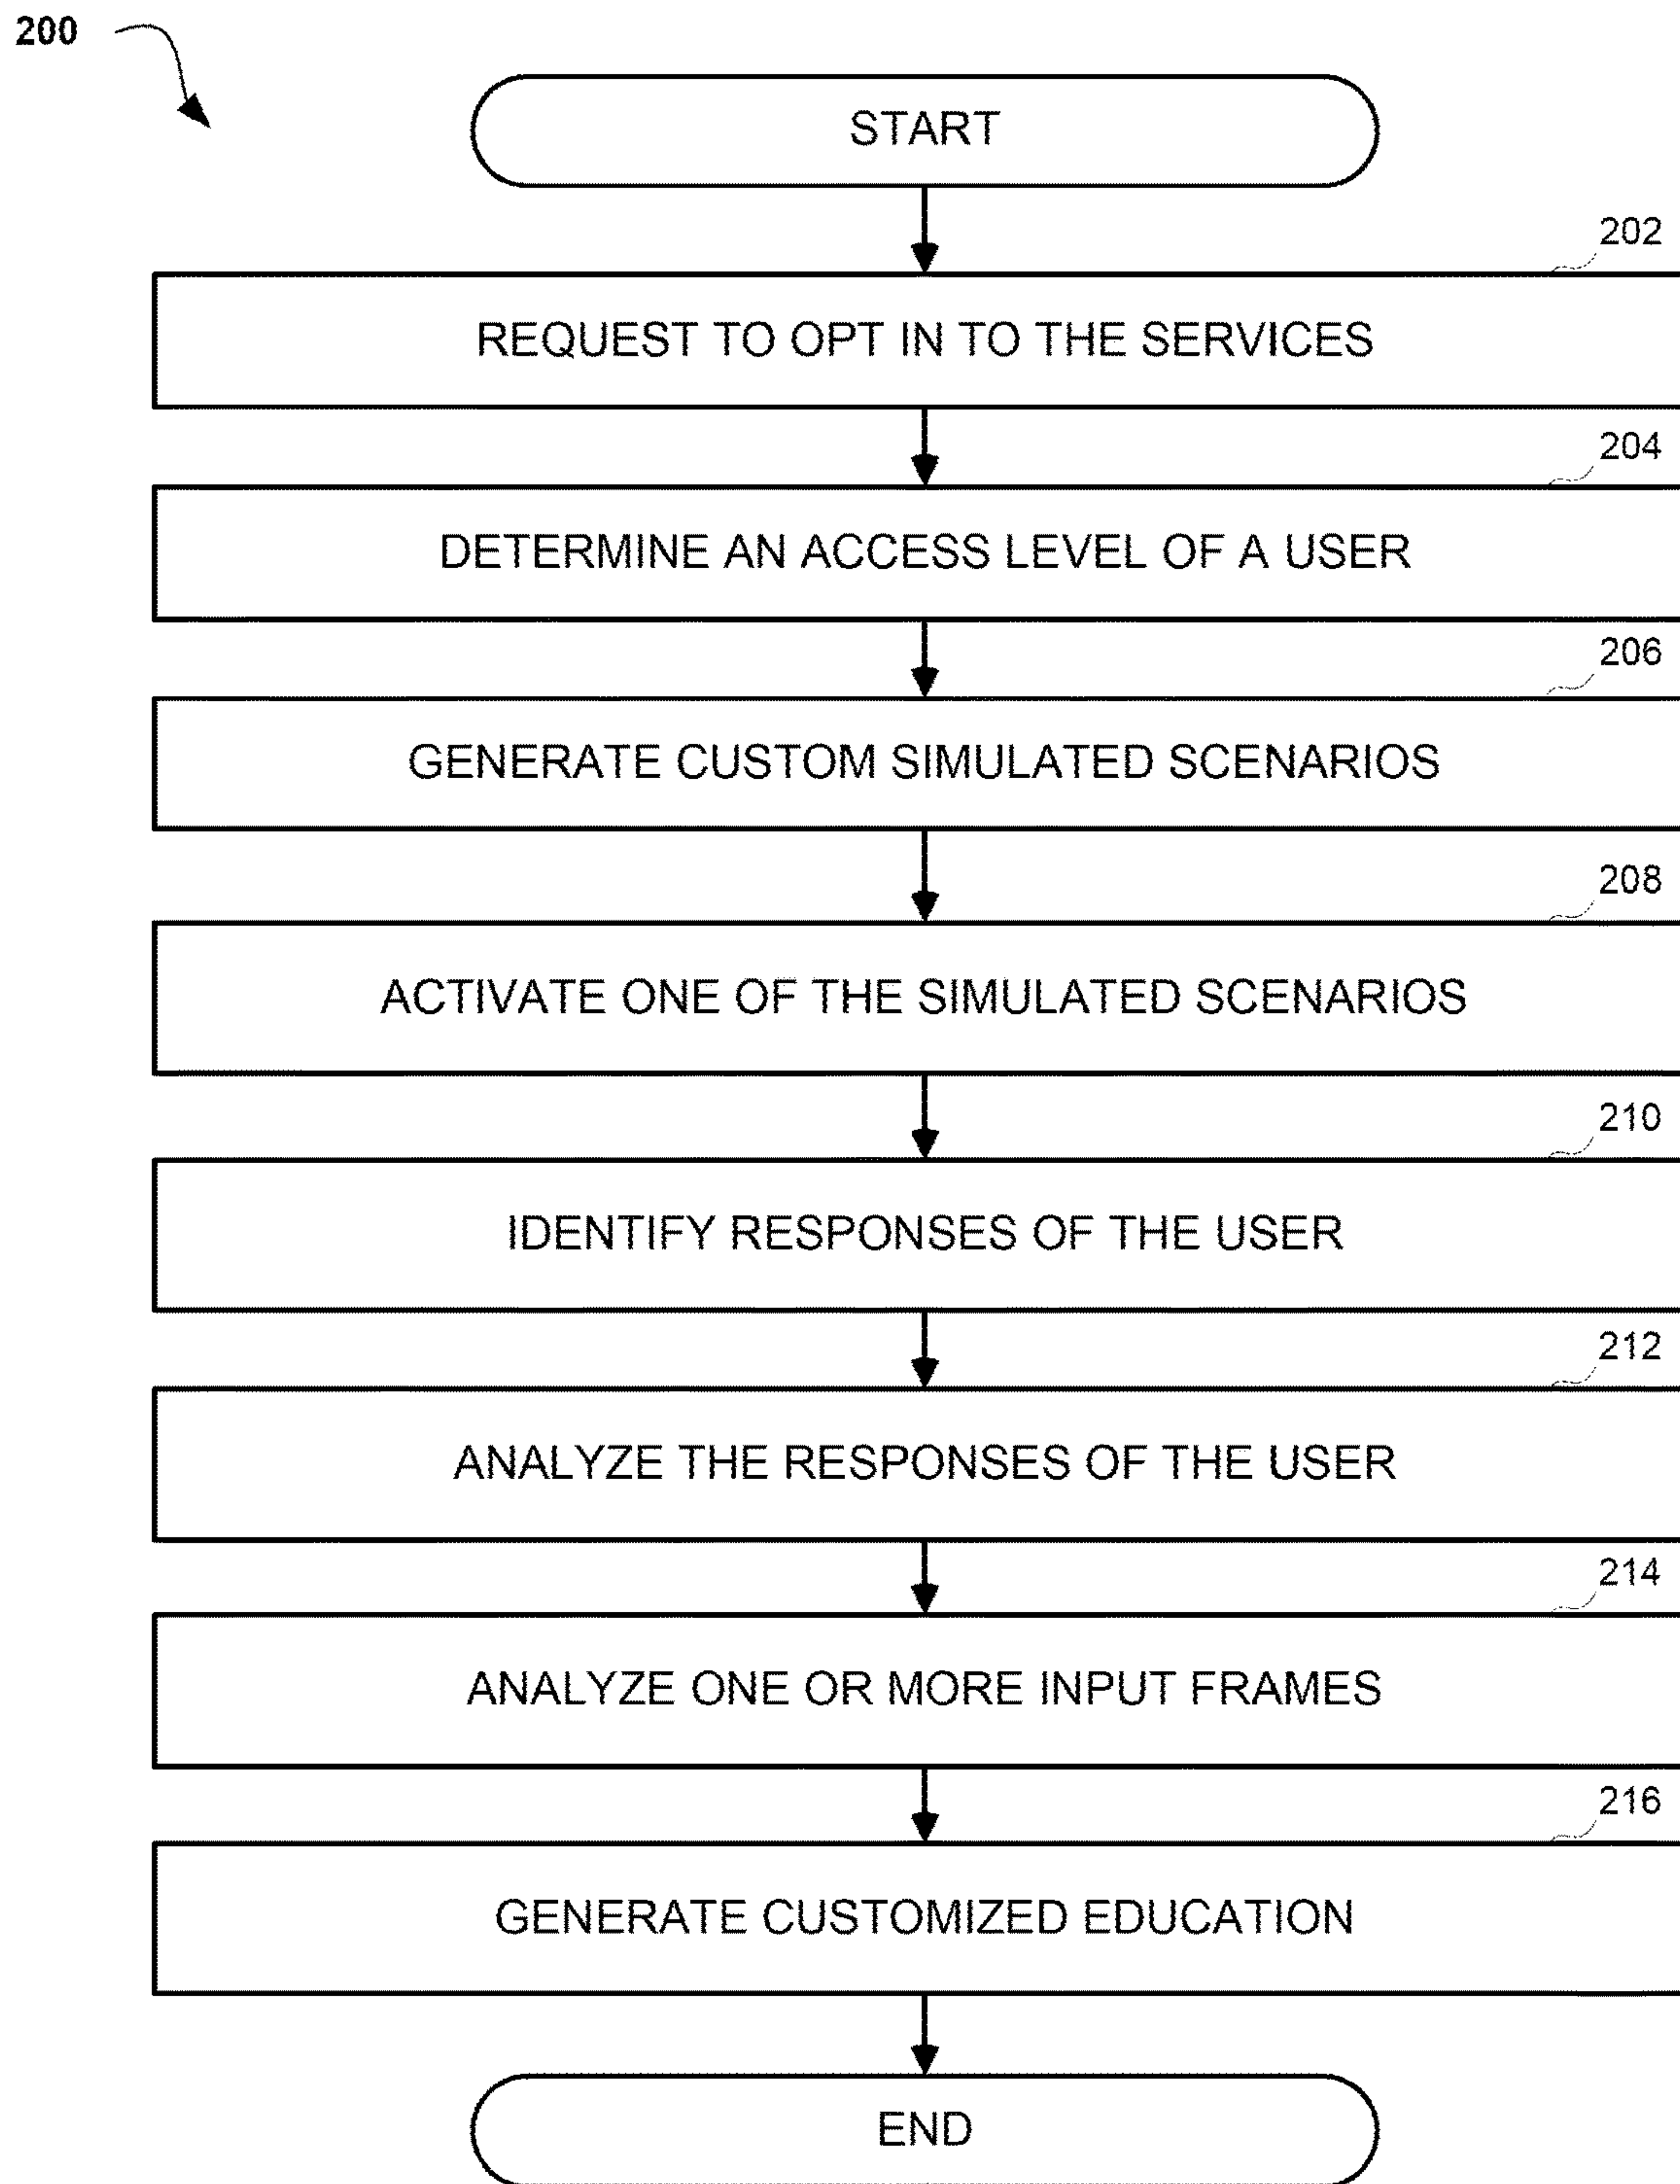 200
START
202
REQUEST TO OPT IN TO THE SERVICES
204
DETERMINE AN ACCESS LEVEL OF A USER
206
GENERATE CUSTOM SIMULATED SCENARIOS
208
ACTIVATE ONE OF THE SIMULATED SCENARIOS
210
IDENTIFY RESPONSES OF THE USER
212
ANALYZE THE RESPONSES OF THE USER
214
ANALYZE ONE OR MORE INPUT FRAMES
216
GENERATE CUSTOMIZED EDUCATION
END